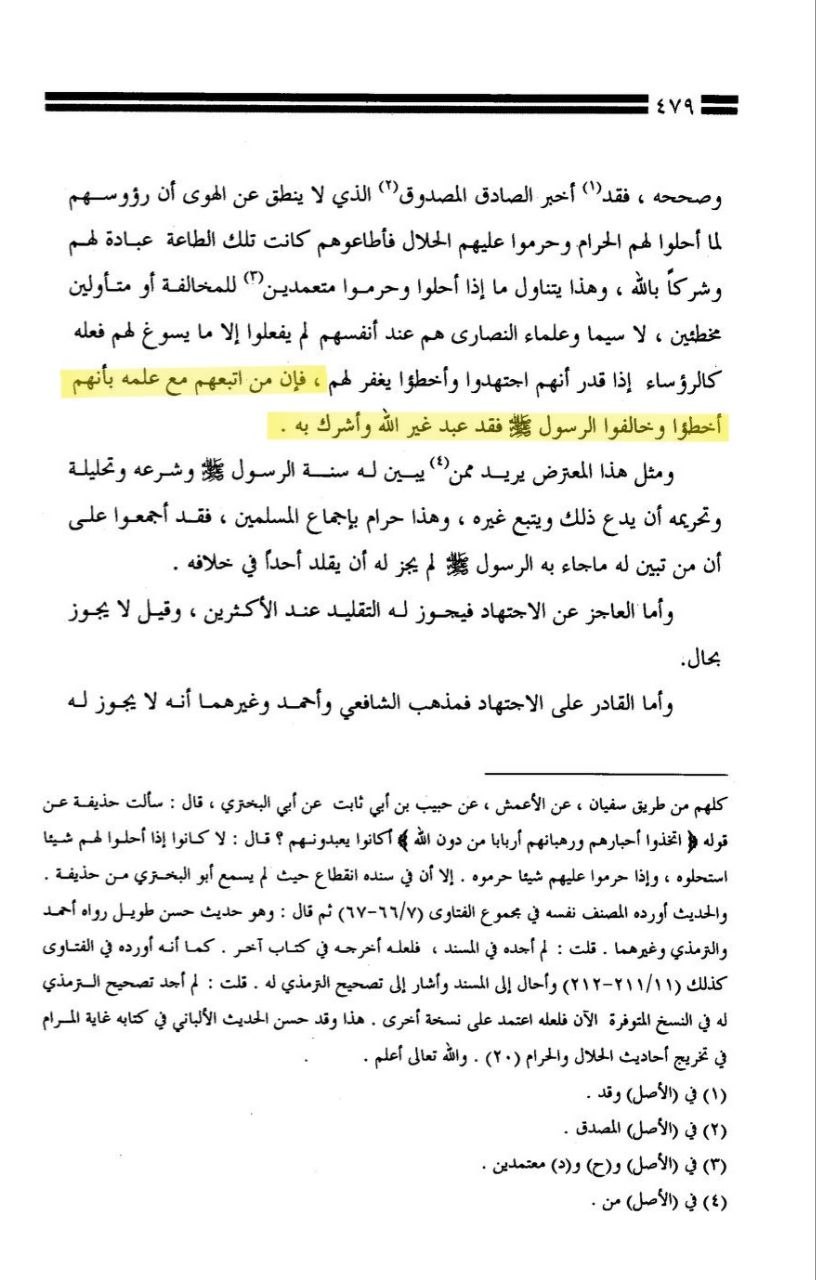 ٤٧٩
وصححه ، فقد(١) أخبر الصادق المصدوق(٢) الذي لا ينطق عن الهوى أن رؤوسهم
لما أحلوا لهم الحرام وحرموا عليهم الحلال فأطاعوهم كانت تلك الطاعة عبادة لهم
وشركاً بالله ، وهذا يتناول ما إذا أحلوا وحرموا متعمدين(٣) للمخالفة أو متأولين
مخطئين ، لا سيما وعلماء النصارى هم عند أنفسهم لم يفعلوا إلا ما يسوغ لهم فعله
كالرؤساء إذا قدر أنهم اجتهدوا وأخطؤا يغفر لهم ، فإن من اتبعهم مع علمه بأنهم
أخطؤا وخالفوا الرسول ﷺ فقد عبد غير الله وأشرك به .
ومثل هذا المعترض يريد ممن(٤) يبين له سنة الرسول ﷺ وشرعه وتحليلة
وتحريمه أن يدع ذلك ويتبع غيره ، وهذا حرام بإجماع المسلمين ، فقد أجمعوا على
أن من تبين له ماجاء به الرسول ﷺ لم يجز له أن يقلد أحداً في خلافه .
وأما العاجز عن الاجتهاد فيجوز له التقليد عند الأكثرين ، وقيل لا يجوز
بحال.
وأما القادر على الاجتهاد فمذهب الشافعي وأحمد وغيرهما أنه لا يجوز له
كلهم من طريق سفيان ، عن الأعمش ، عن حبيب بن أبي ثابت عن أبي البختري ، قال : سألت حذيفة عن
قوله ﴿ اتخذوا أحبارهم ورهبانهم أربابا من دون الله ﴾ أكانوا يعبدونهم ؟ قال : لا كانوا إذا أحلوا لهم شيئا
استحلوه ، وإذا حرموا عليهم شيئا حرموه . إلا أن في سنده انقطاع حيث لم يسمع أبو البختري من حذيفة .
والحديث أورده المصنف نفسه في مجموع الفتاوى (٦٦/٧-٦٧) ثم قال : وهو حديث حسن طويل رواه أحمد
والترمذي وغيرهما . قلت : لم أجده في المسند ، فلعله أخرجه في كتاب آخر . كما أنه أورده في الفتاوى
كذلك (٢١١/١١-٢١٢) وأحال إلى المسند وأشار إلى تصحيح الترمذي له . قلت : لم أجد تصحيح الترمذي
له في النسخ المتوفرة الآن فلعله اعتمد على نسخة أخرى . هذا وقد حسن الحديث الألباني في كتابه غاية المرام
في تخريج أحاديث الحلال والحرام (٢٠) . والله تعالى أعلم .
(١) في (الأصل) وقد .
(٢) في (الأصل) المصدق .
(٣) في (الأصل) و(ح) و(د) معتمدين .
(٤) في (الأصل) من .